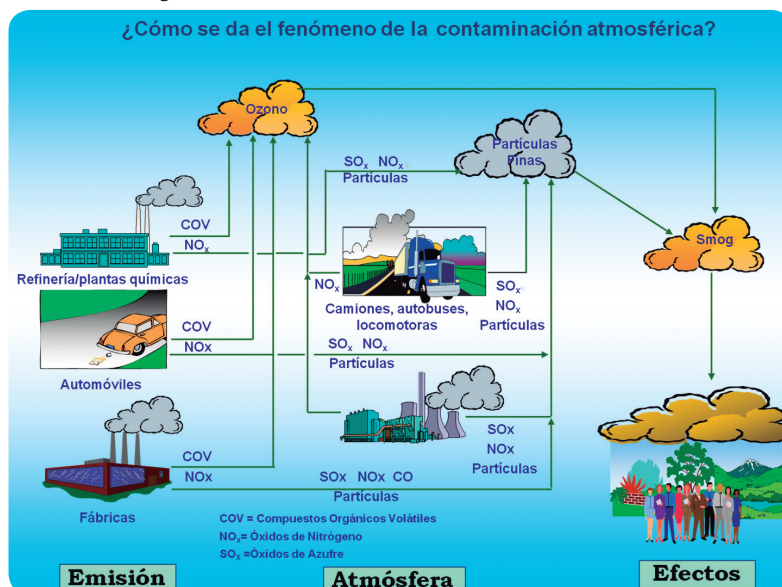 ¿Cómo se da el fenómeno de la contaminación atmosférica?
Ozono
Partículas
Finas
SOx NOx
Partículas
COV
NOx
Smog
Refinería/plantas químicas
NOx
Camiones, autobuses,
locomotoras
SOx
NOx
Partículas
COV
NOx
SOx NOx
Partículas
Automóviles
SOx
NOx
Partículas
COV
NOx
SOx NOx CO
Partículas
Fábricas
COV = Compuestos Orgánicos Volátiles
NOx= Óxidos de Nitrógeno
SOx =Óxidos de Azufre
Emisión
Atmósfera
Efectos